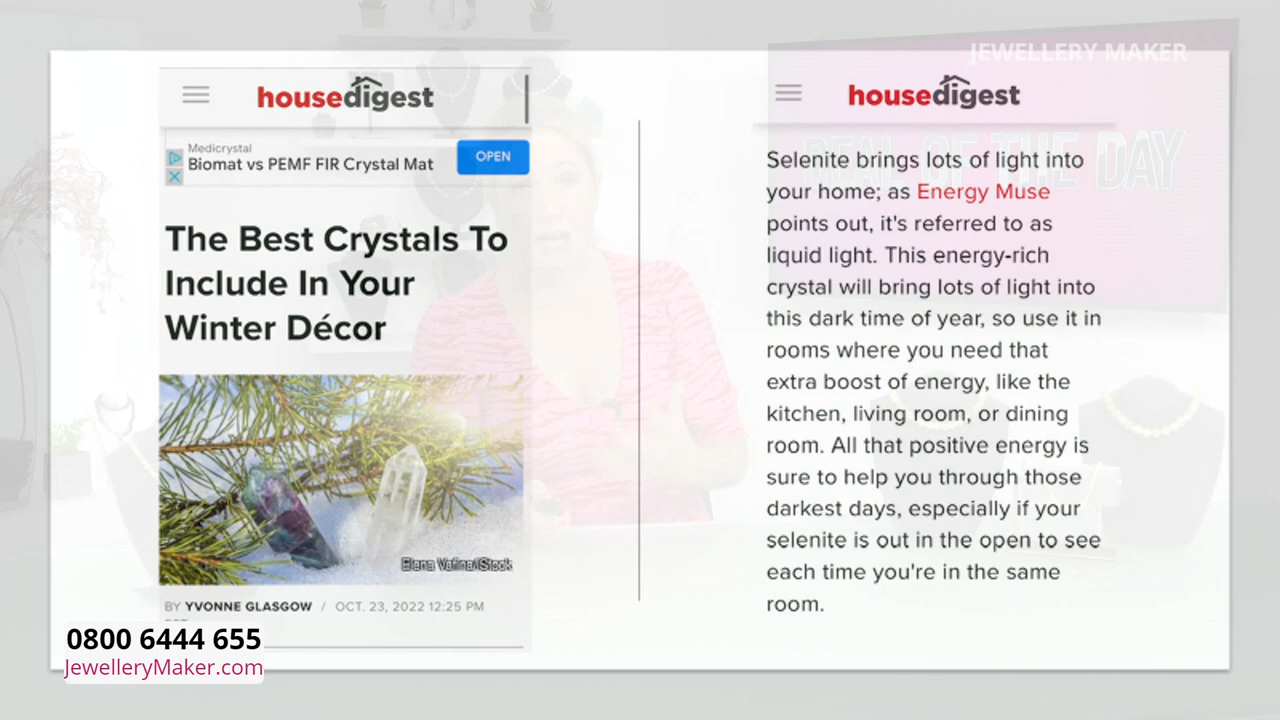 JEWELLERY MAKER
DEAL OF THE DAY
housedigest
Medicrystal
Biomat vs PEMF FIR Crystal Mat
OPEN
The Best Crystals To
Include In Your
Winter Décor
Elena Vafina/iStock
BY YVONNE GLASGOW / OCT. 23, 2022 12:25 PM
EST
housedigest
Selenite brings lots of light into
your home; as Energy Muse
points out, it's referred to as
liquid light. This energy-rich
crystal will bring lots of light into
this dark time of year, so use it in
rooms where you need that
extra boost of energy, like the
kitchen, living room, or dining
room. All that positive energy is
sure to help you through those
darkest days, especially if your
selenite is out in the open to see
each time you're in the same
room.
0800 6444 655
JewelleryMaker.com